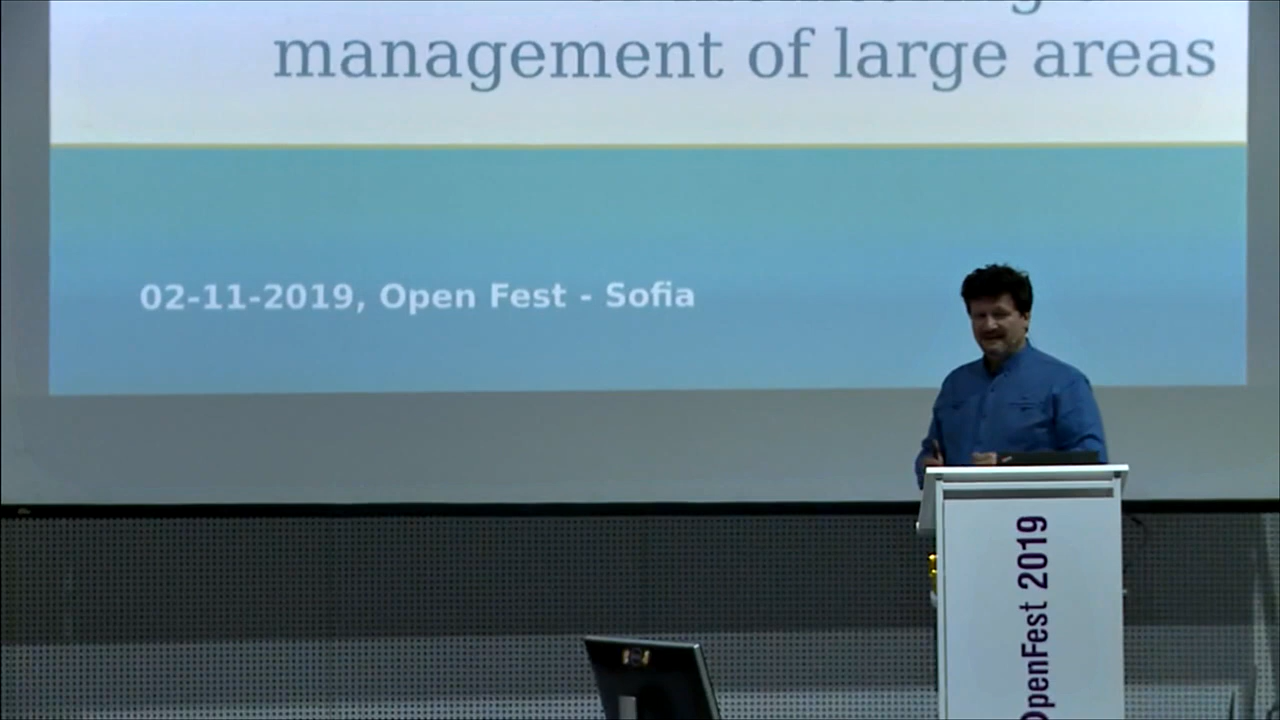 management of large areas
02-11-2019, Open Fest - Sofia
OpenFest 2019